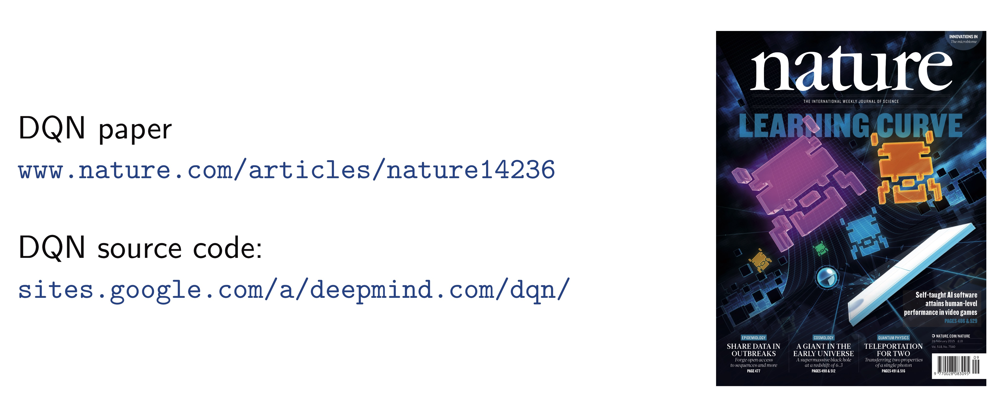 DQN paper
www.nature.com/articles/nature14236
DQN source code:
sites.google.com/a/deepmind.com/dqn/
INNOVATIONS IN
The microbiome
nature
THE INTERNATIONAL WEEKLY JOURNAL OF SCIENCE
LEARNING CURVE
Self-taught AI software
attains human-level
performance in video games
PAGES 486 & 529
EPIDEMIOLOGY
SHARE DATA IN
OUTBREAKS
Forge open access
to sequences and more
PAGE 477
COSMOLOGY
A GIANT IN THE
EARLY UNIVERSE
A supermassive black hole
at a redshift of 6.3
PAGES 490 & 512
QUANTUM PHYSICS
TELEPORTATION
FOR TWO
Transferring two properties
of a single photon
PAGES 491 & 516
NATURE.COM/NATURE
26 February 2015 £10
Vol. 518, No. 7540
09
9 770028 083095